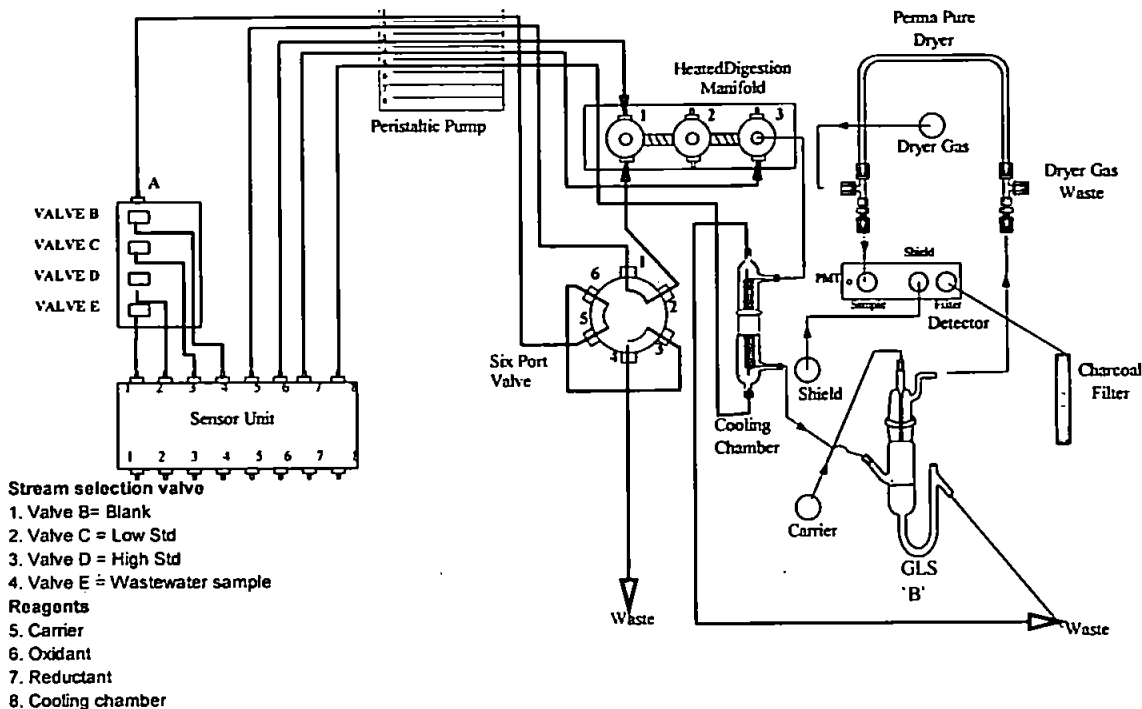 Perma Pure
Dryer
HeatedDigestion
Manifold
1 2 3
Peristaltic Pump
Dryer Gas
Dryer Gas
Waste
A
VALVE B
VALVE C
VALVE D
VALVE E
Shield
PMT
Sample
Filter
Detector
1
6
2
5
3
4
Six Port
Valve
Shield
Charcoal
Filter
Cooling
Chamber
1 2 3 4 5 6 7 8
Sensor Unit
1 2 3 4 5 6 7 8
Carrier
GLS
'B'
Waste
Waste
Stream selection valve
1. Valve B= Blank
2. Valve C = Low Std
3. Valve D = High Std
4. Valve E = Wastewater sample
Reagents
5. Carrier
6. Oxidant
7. Reductant
8. Cooling chamber